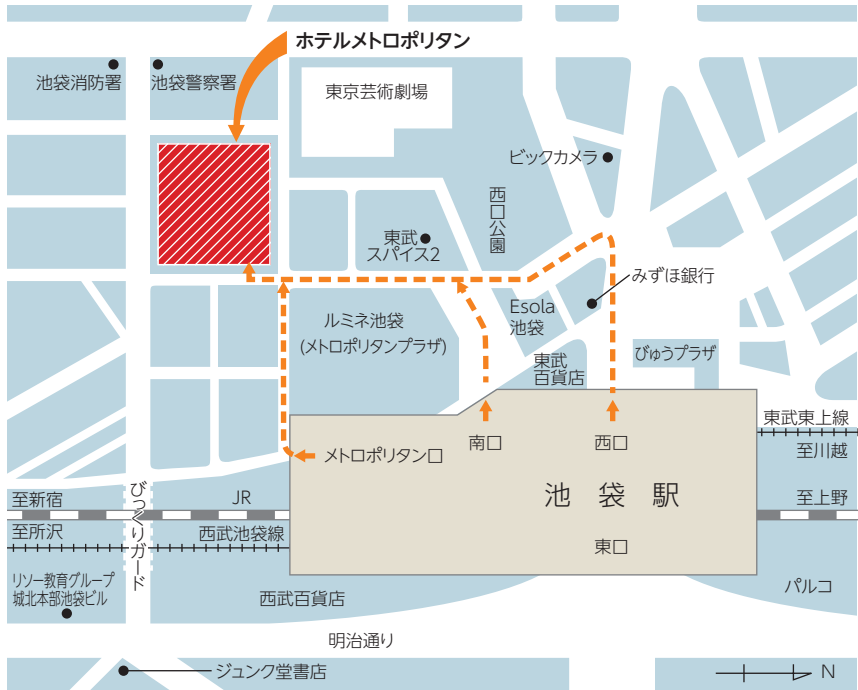 ホテルメトロポリタン
池袋消防署
池袋警察署
東京芸術劇場
ビックカメラ
西口公園
東武
スパイス2
みずほ銀行
Esola
池袋
ルミネ池袋
(メトロポリタンプラザ)
東武
百貨店
びゅうプラザ
東武東上線
南口
西口
メトロポリタン口
至川越
池袋駅
びっくりガード
至新宿
JR
至上野
至所沢
西武池袋線
東口
リソー教育グループ
城北本部池袋ビル
西武百貨店
パルコ
明治通り
ジュンク堂書店
N